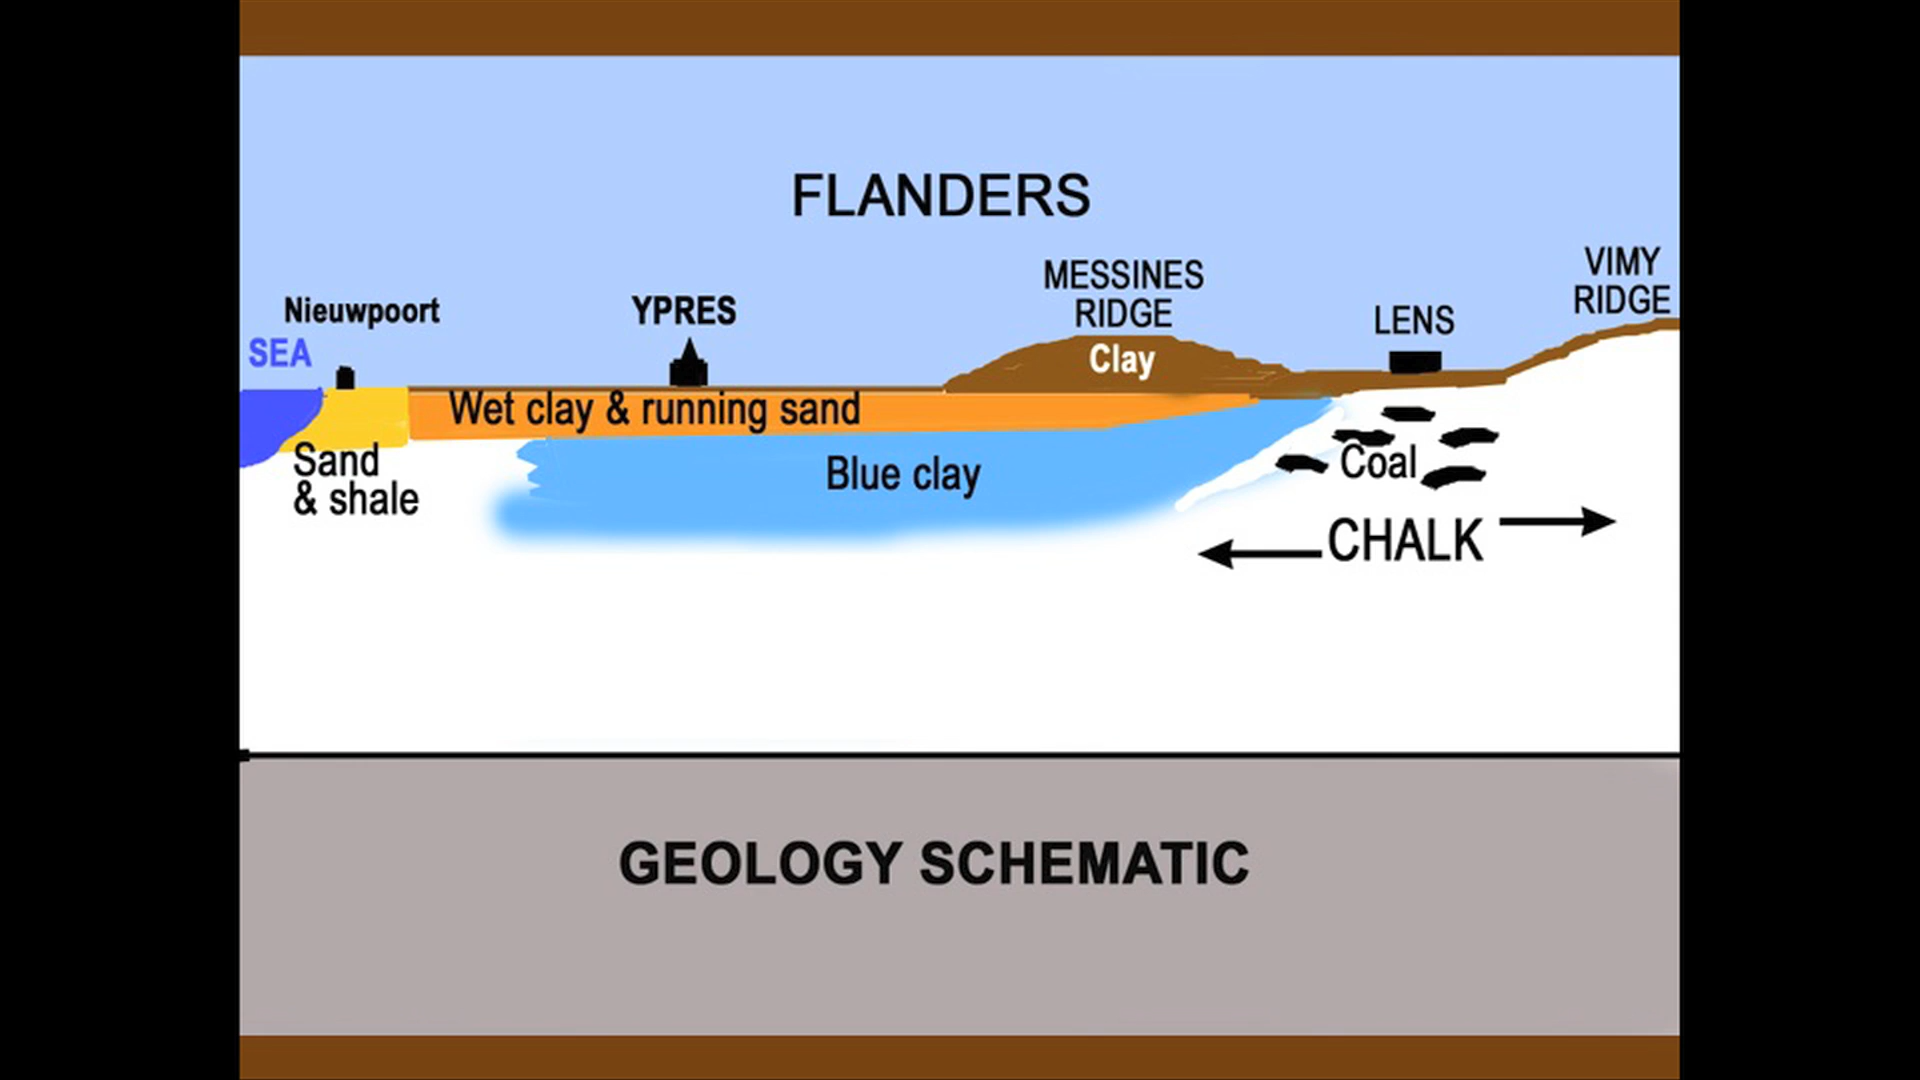 FLANDERS
Nieuwpoort
SEA
YPRES
MESSINES
RIDGE
Clay
LENS
VIMY
RIDGE
Wet clay & running sand
Sand
& shale
Blue clay
Coal
CHALK
GEOLOGY SCHEMATIC